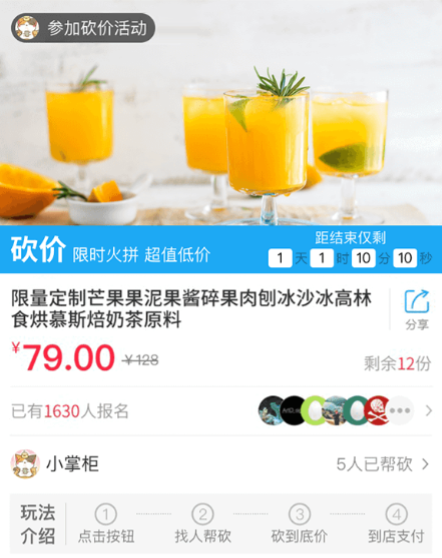 参加砍价活动
砍价 限时火拼 超值低价
距结束仅剩
1 天 1 时 10 分 10 秒
限量定制芒果果泥果酱碎果肉刨冰沙冰高林
食烘慕斯焙奶茶原料
分享
¥79.00 ¥128
剩余12份
已有1630人报名
小掌柜
5人已帮砍
玩法
介绍
1 2 3 4
点击按钮 找人帮砍 砍到底价 到店支付